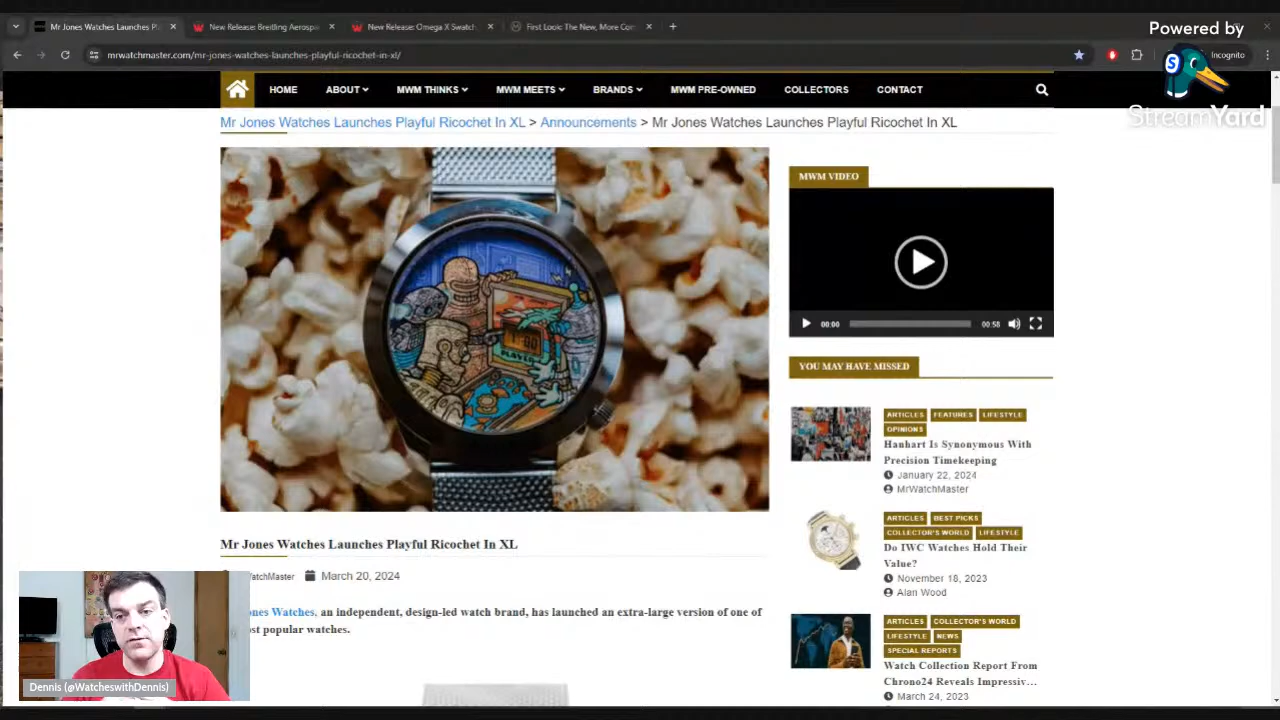 Mr Jones Watches Launches Pl
New Release: Breitling Aerosp
New Release: Omega X Swatch
First Look: The New, More Com
Powered by
mrwatchmaster.com/mr-jones-watches-launches-playful-ricochet-in-xl/
Incognito
StreamYard
HOME
ABOUT
MWM THINKS
MWM MEETS
BRANDS
MWM PRE-OWNED
COLLECTORS
CONTACT
Mr Jones Watches Launches Playful Ricochet In XL > Announcements > Mr Jones Watches Launches Playful Ricochet In XL
MWM VIDEO
00:00
00:58
YOU MAY HAVE MISSED
ARTICLES FEATURES LIFESTYLE
OPINIONS
Hanhart Is Synonymous With
Precision Timekeeping
January 22, 2024
MrWatchMaster
ARTICLES BEST PICKS
COLLECTOR'S WORLD LIFESTYLE
Do IWC Watches Hold Their
Value?
November 18, 2023
Alan Wood
ARTICLES COLLECTOR'S WORLD
LIFESTYLE NEWS
SPECIAL REPORTS
Watch Collection Report From
Chrono24 Reveals Impressiv...
March 24, 2023
Mr Jones Watches Launches Playful Ricochet In XL
atchMaster March 20, 2024
ones Watches, an independent, design-led watch brand, has launched an extra-large version of one of
st popular watches.
Dennis (@WatcheswithDennis)